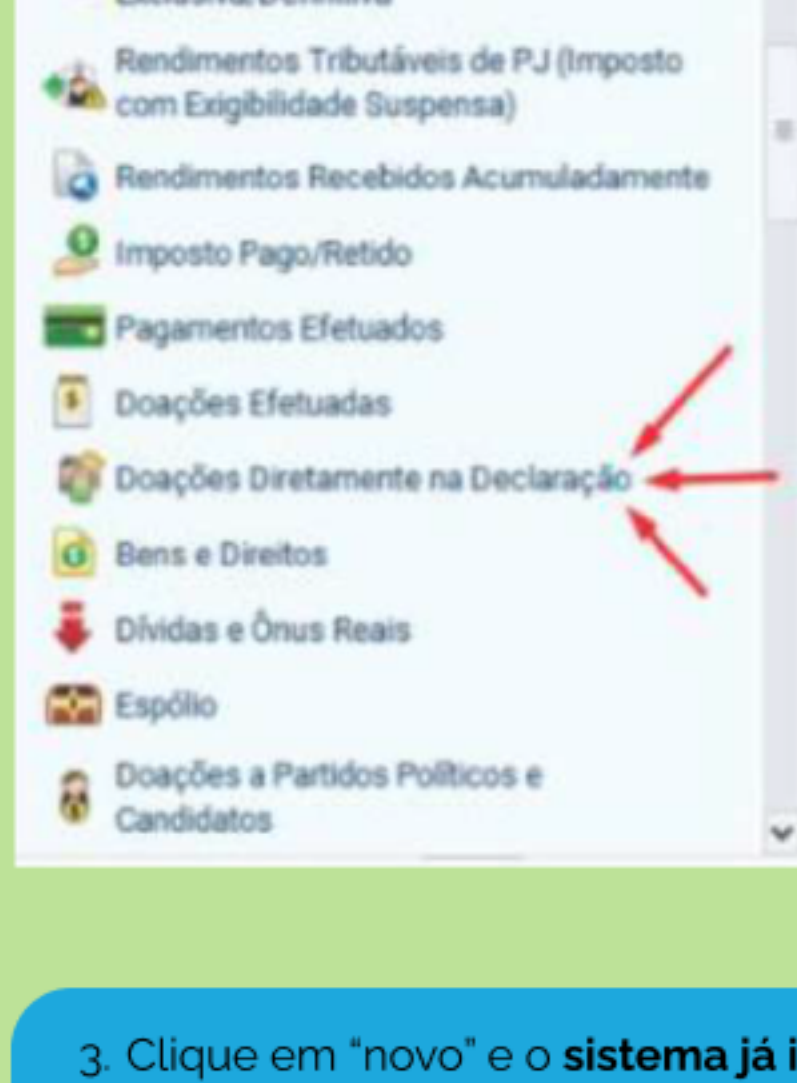 Rendimentos Tributáveis de PJ (Imposto
com Exigibilidade Suspensa)
Rendimentos Recebidos Acumuladamente
Imposto Pago/Retido
Pagamentos Efetuados
Doações Efetuadas
Doações Diretamente na Declaração
Bens e Direitos
Dívidas e Ônus Reais
Espólio
Doações a Partidos Políticos e
Candidatos
3. Clique em “novo” e o sistema já i